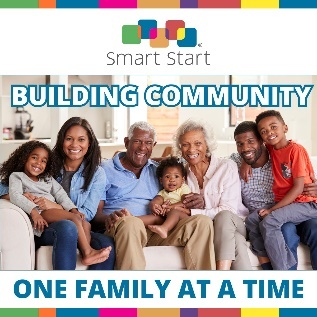 Smart Start
BUILDING COMMUNITY
ONE FAMILY AT A TIME